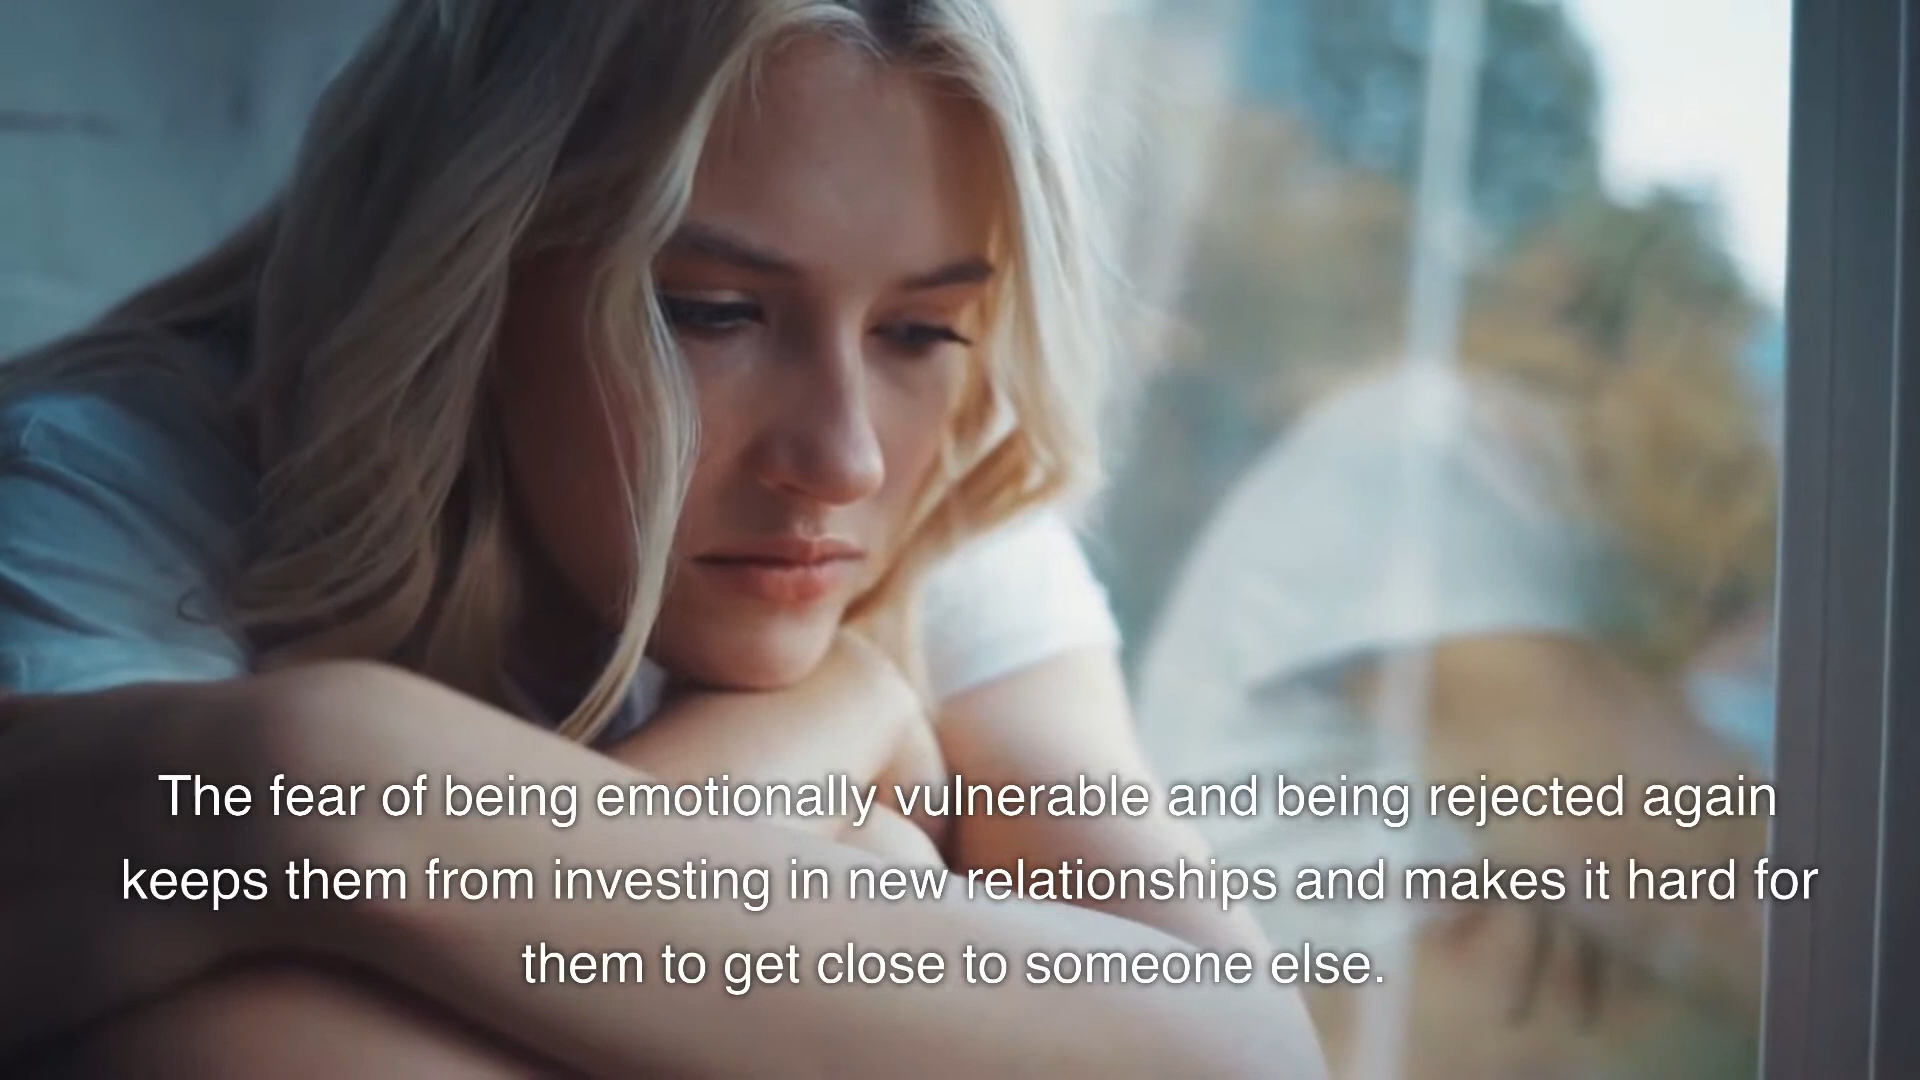 The fear of being emotionally vulnerable and being rejected again
keeps them from investing in new relationships and makes it hard for
them to get close to someone else.